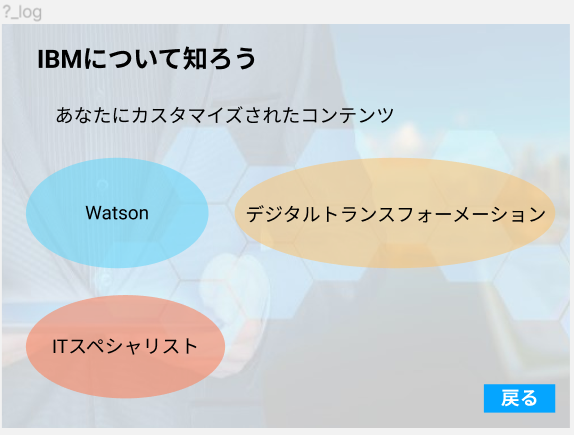 ?_log
IBMについて知ろう
あなたにカスタマイズされたコンテンツ
Watson
デジタルトランスフォーメーション
ITスペシャリスト
戻る